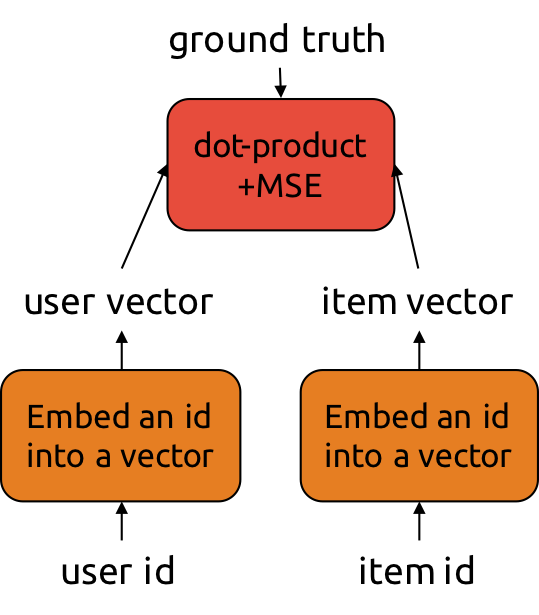 ground truth
dot-product
+MSE
user vector
item vector
Embed an id
into a vector
Embed an id
into a vector
user id
item id